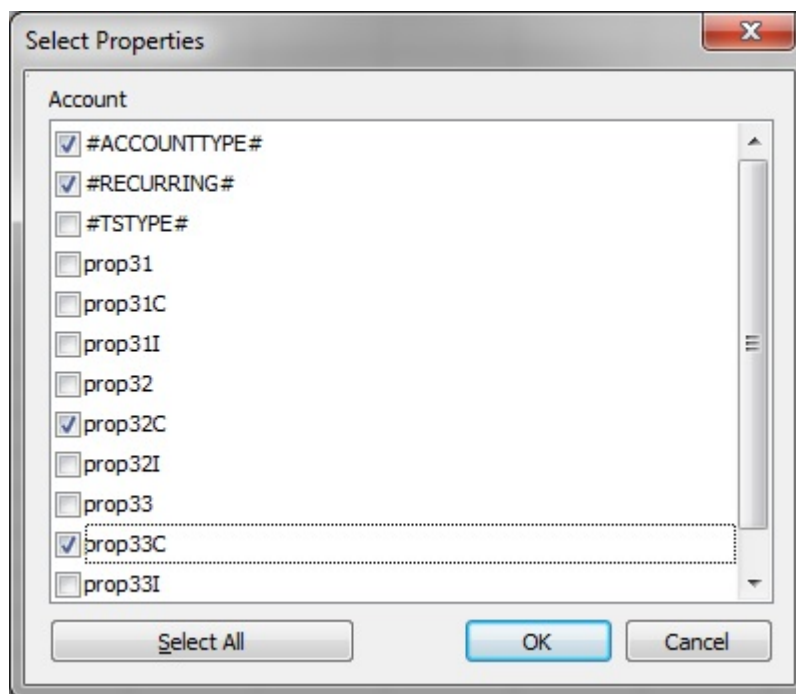 Select Properties
Account
#ACCOUNTTYPE#
#RECURRING#
#TSTYPE#
prop31
prop31C
prop31I
prop32
prop32C
prop32I
prop33
prop33C
prop33I
Select All OK Cancel